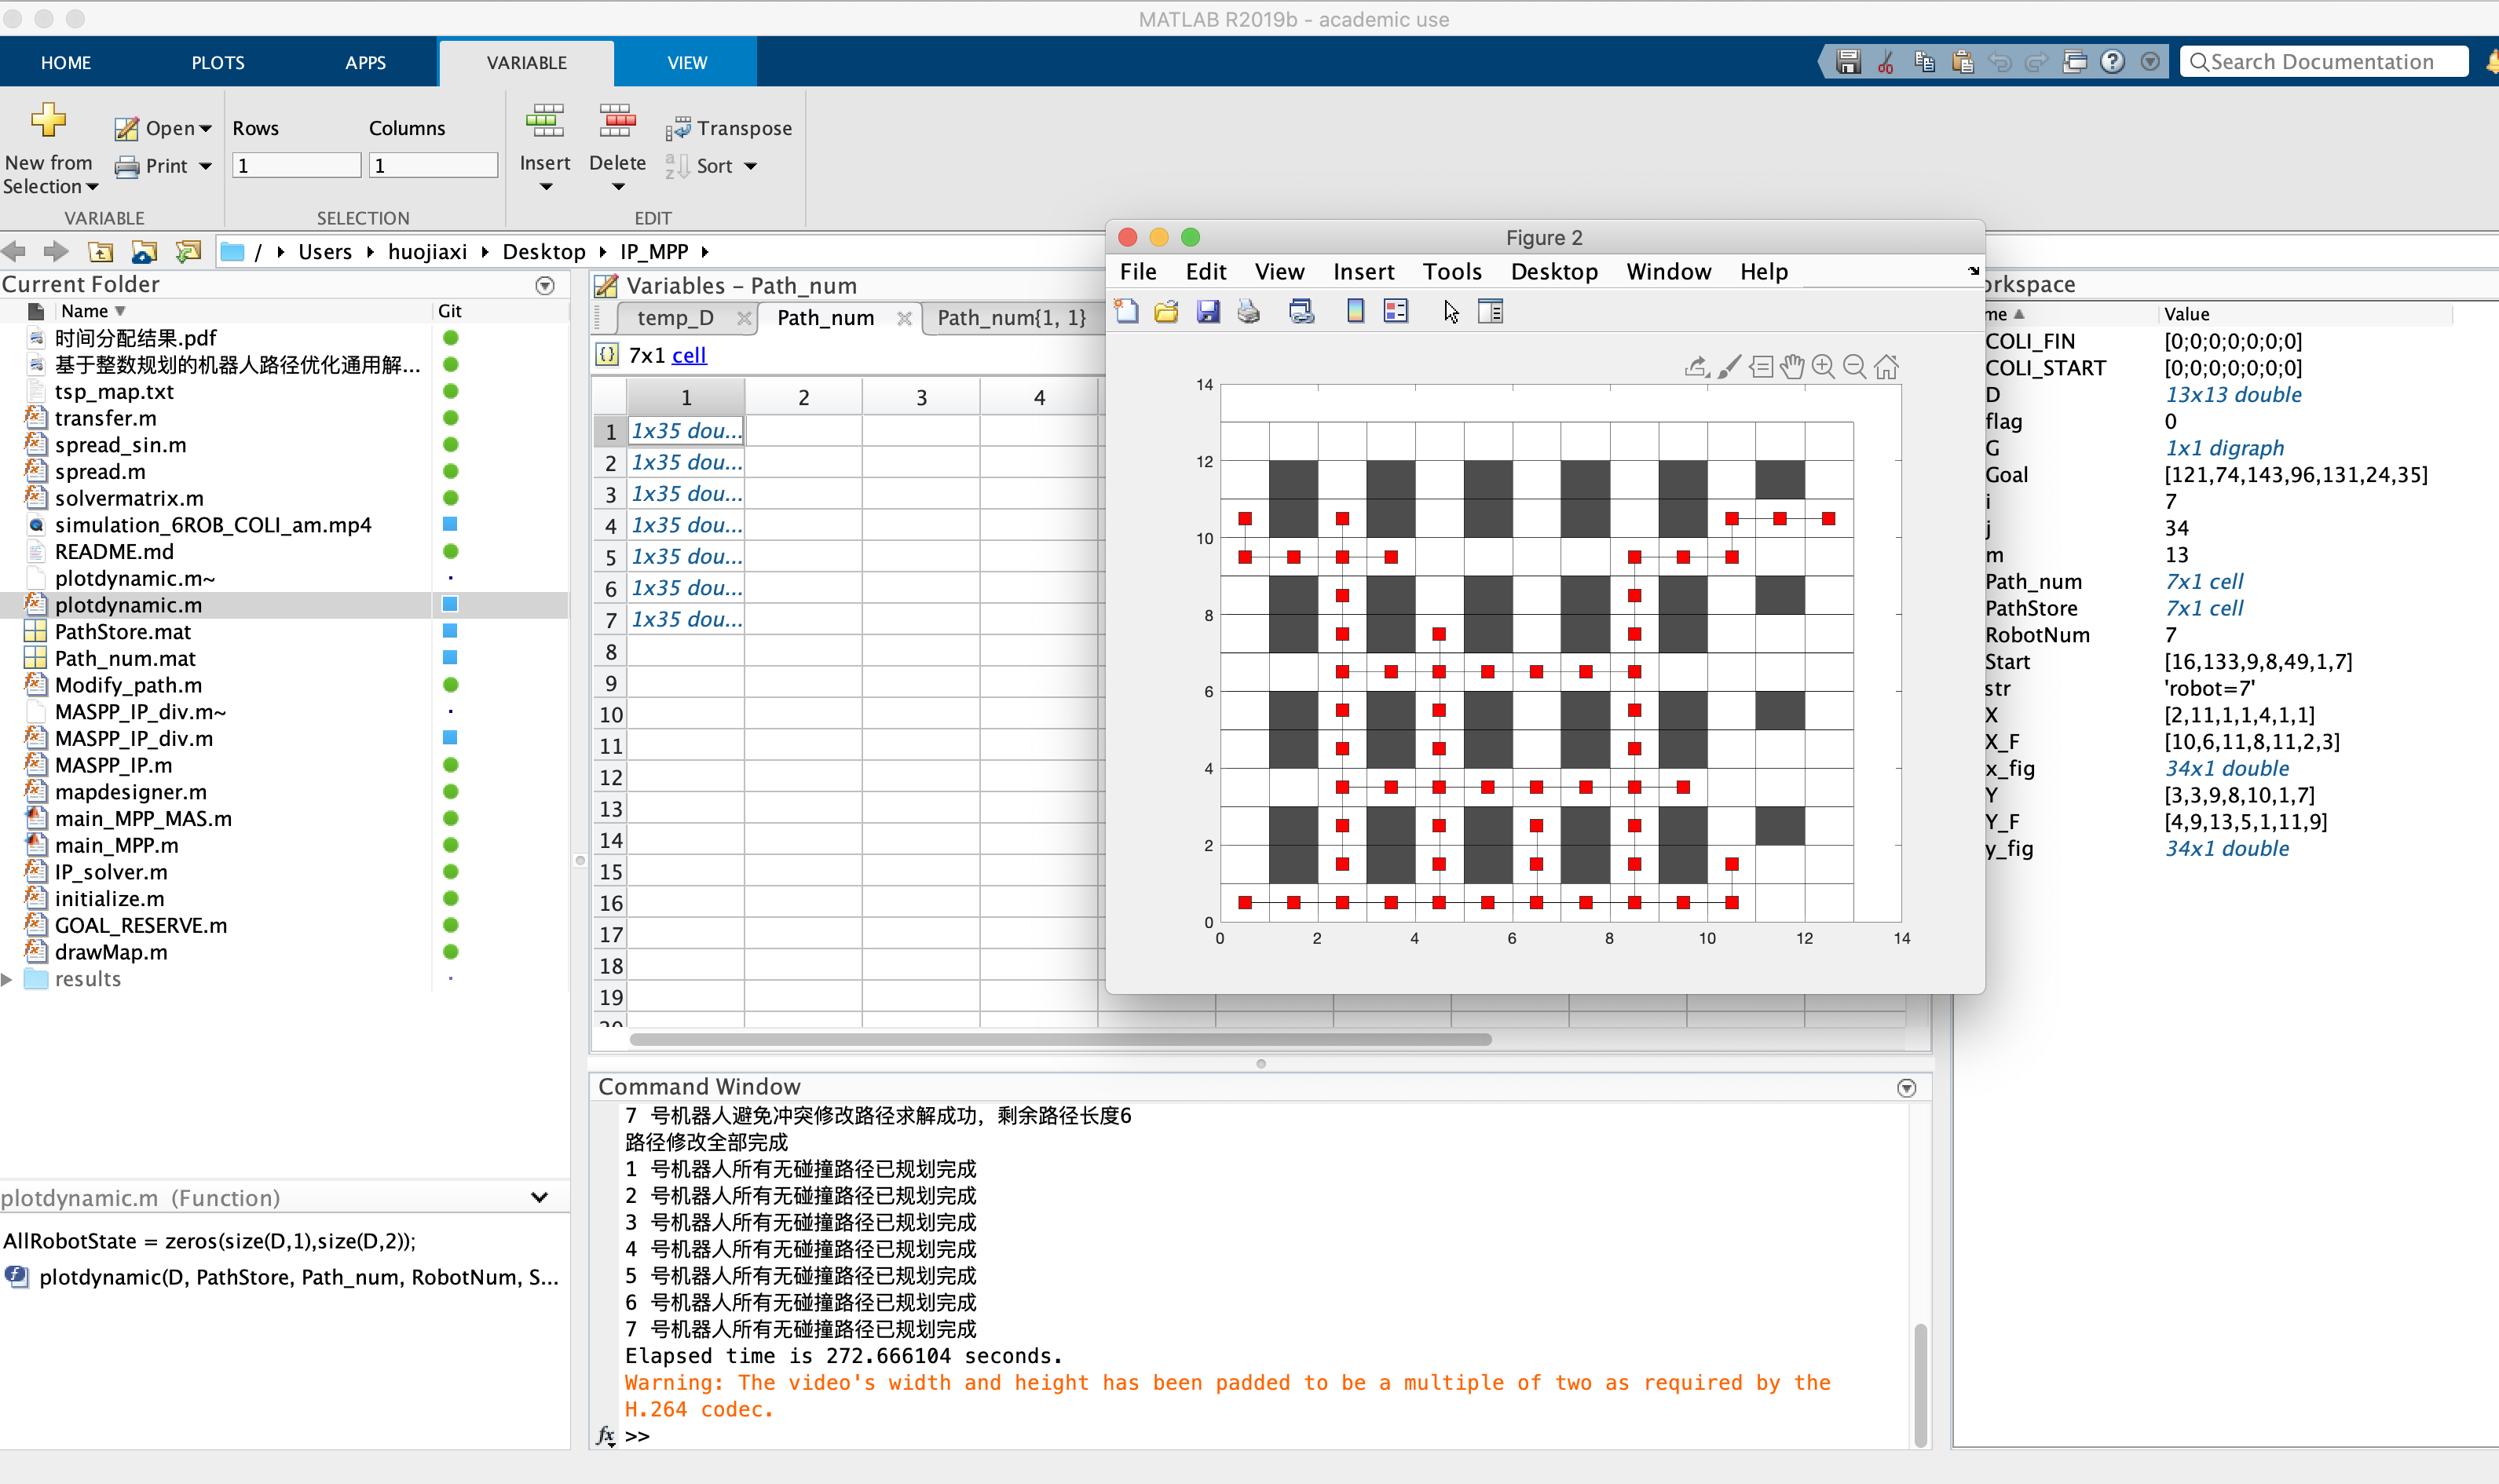 MATLAB R2019b - academic use
HOME PLOTS APPS VARIABLE VIEW
Search Documentation
New from Selection
Open
Print
Rows Columns
1 1
Insert Delete
Transpose
Sort
VARIABLE SELECTION EDIT
/ Users huojiaxi Desktop IP_MPP
Current Folder
Name Git
时间分配结果.pdf
基于整数规划的机器人路径优化通用解...
tsp_map.txt
transfer.m
spread_sin.m
spread.m
solvermatrix.m
simulation_6ROB_COLI_am.mp4
README.md
plotdynamic.m~
plotdynamic.m
PathStore.mat
Path_num.mat
Modify_path.m
MASPP_IP_div.m~
MASPP_IP_div.m
MASPP_IP.m
mapdesigner.m
main_MPP_MAS.m
main_MPP.m
IP_solver.m
initialize.m
GOAL_RESERVE.m
drawMap.m
results
plotdynamic.m (Function)
AllRobotState = zeros(size(D,1),size(D,2));
plotdynamic(D, PathStore, Path_num, RobotNum, S...
Variables - Path_num
temp_D Path_num Path_num{1, 1}
7x1 cell
1 2 3 4
1 1x35 dou...
2 1x35 dou...
3 1x35 dou...
4 1x35 dou...
5 1x35 dou...
6 1x35 dou...
7 1x35 dou...
8
9
10
11
12
13
14
15
16
17
18
19
20
Figure 2
File Edit View Insert Tools Desktop Window Help
14
12
10
8
6
4
2
0
0 2 4 6 8 10 12 14
Command Window
7 号机器人避免冲突修改路径求解成功，剩余路径长度6
路径修改全部完成
1 号机器人所有无碰撞路径已规划完成
2 号机器人所有无碰撞路径已规划完成
3 号机器人所有无碰撞路径已规划完成
4 号机器人所有无碰撞路径已规划完成
5 号机器人所有无碰撞路径已规划完成
6 号机器人所有无碰撞路径已规划完成
7 号机器人所有无碰撞路径已规划完成
Elapsed time is 272.666104 seconds.
Warning: The video's width and height has been padded to be a multiple of two as required by the
H.264 codec.
fx >>
orkspace
me Value
COLI_FIN [0;0;0;0;0;0;0]
COLI_START [0;0;0;0;0;0;0]
D 13x13 double
flag 0
G 1x1 digraph
Goal [121,74,143,96,131,24,35]
i 7
j 34
m 13
Path_num 7x1 cell
PathStore 7x1 cell
RobotNum 7
Start [16,133,9,8,49,1,7]
str 'robot=7'
X [2,11,1,1,4,1,1]
X_F [10,6,11,8,11,2,3]
x_fig 34x1 double
Y [3,3,9,8,10,1,7]
Y_F [4,9,13,5,1,11,9]
y_fig 34x1 double